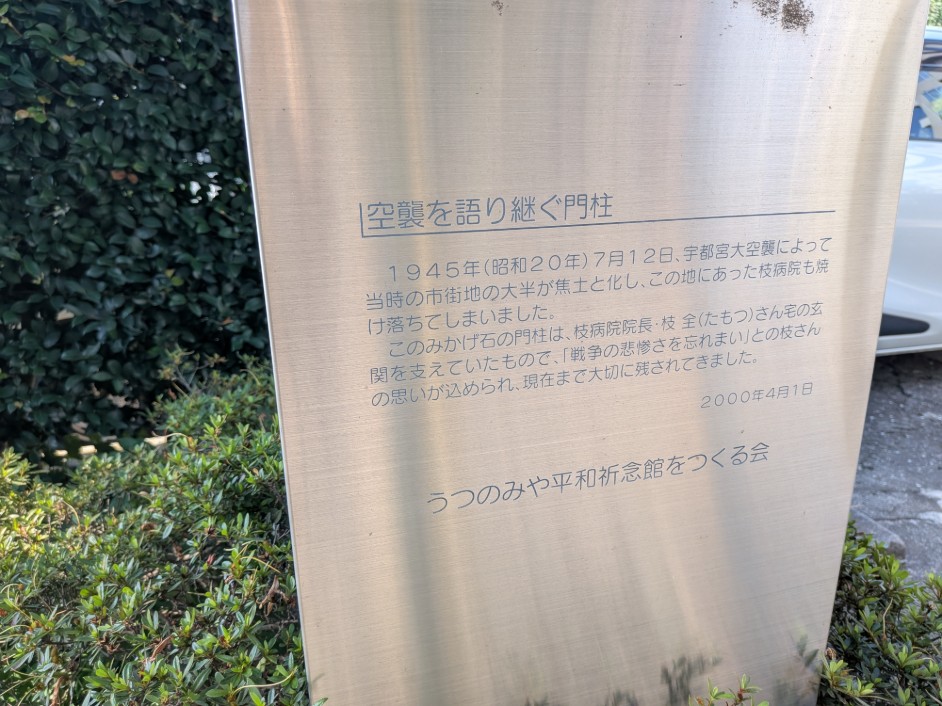 空襲を語り継ぐ門柱
1945年(昭和20年)7月12日、宇都宮大空襲によって
当時の市街地の大半が焦土と化し、この地にあった枝病院も焼
け落ちてしまいました。
このみかげ石の門柱は、枝病院院長・枝 全(たもつ)さん宅の玄
関を支えていたもので、「戦争の悲惨さを忘れまい」との枝さん
の思いが込められ、現在まで大切に残されてきました。
2000年4月1日
うつのみや平和祈念館をつくる会